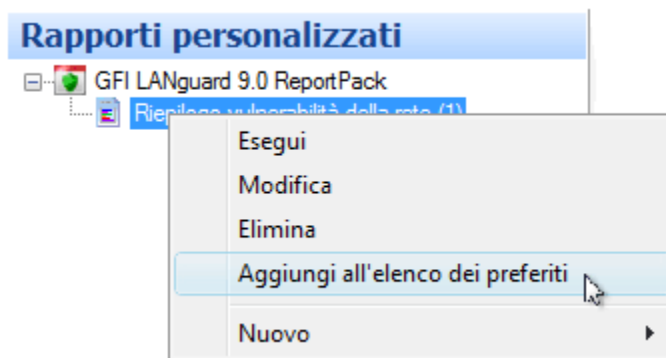 Rapporti personalizzati
GFI LANguard 9.0 ReportPack
Riepilogo vulnerabilità della rete (1)
Esegui
Modifica
Elimina
Aggiungi all'elenco dei preferiti
Nuovo